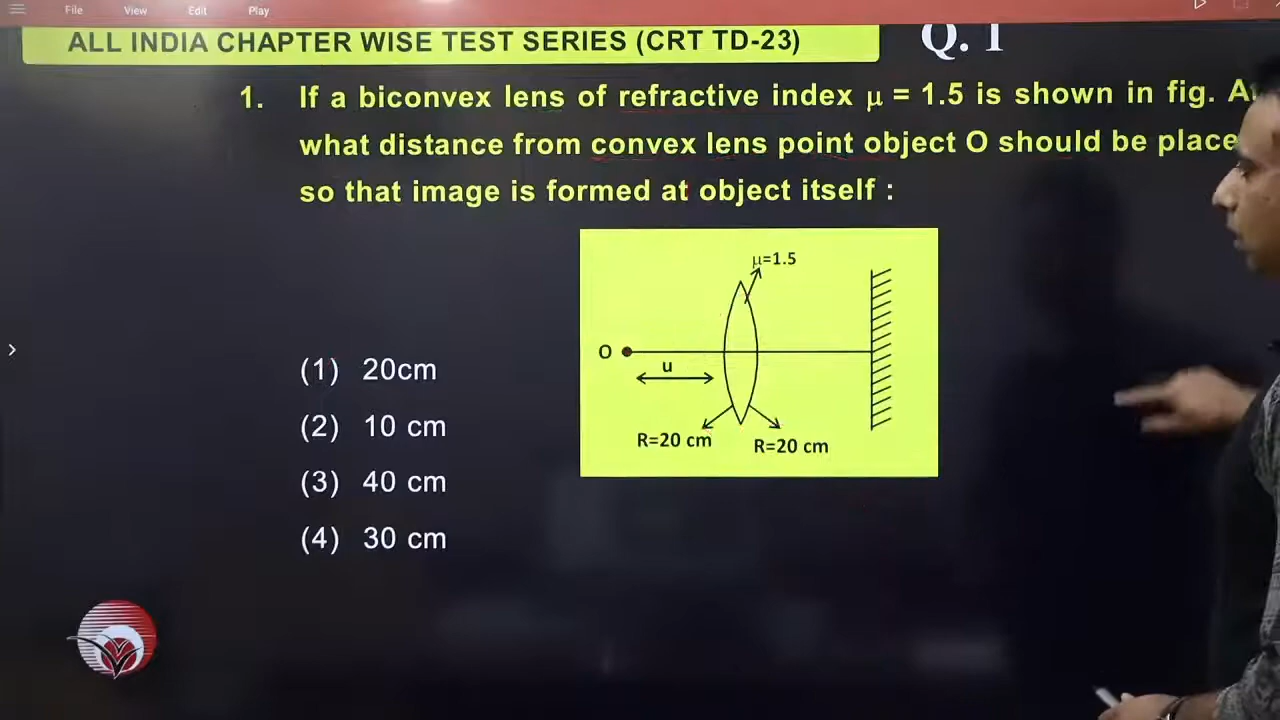 File View Edit Play
ALL INDIA CHAPTER WISE TEST SERIES (CRT TD-23)
Q. 1
1. If a biconvex lens of refractive index μ = 1.5 is shown in fig.
what distance from convex lens point object O should be
so that image is formed at object itself :
μ=1.5
O
u
R=20 cm R=20 cm
(1) 20cm
(2) 10 cm
(3) 40 cm
(4) 30 cm